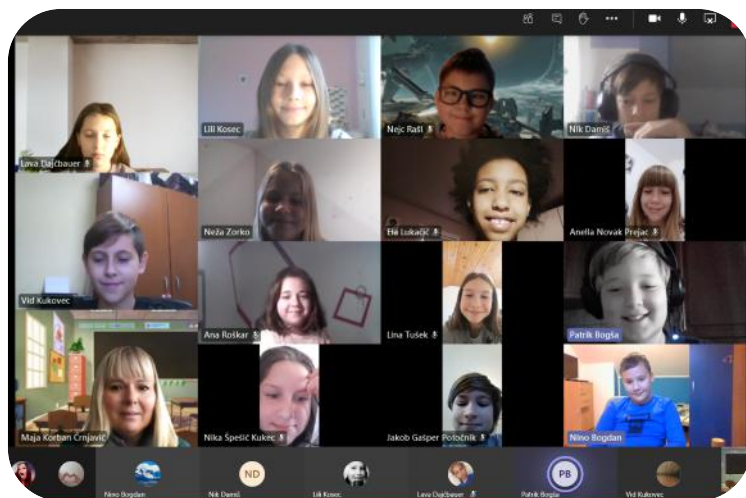 Lava Dajčbauer
Lili Kosec
Nejc Rašl
Nik Damiš
Vid Kukovec
Neža Zorko
Ela Lukačič
Anella Novak Prejac
Ana Roškar
Lina Tušek
Patrik Bogša
Maja Korban Črnjavič
Nika Špešić Kukec
Jakob Gašper Potočnik
Nino Bogdan
ND
PB
Nino Bogdan
Nik Damiš
Lili Kosec
Lava Dajčbauer
Patrik Bogša
Vid Kukovec